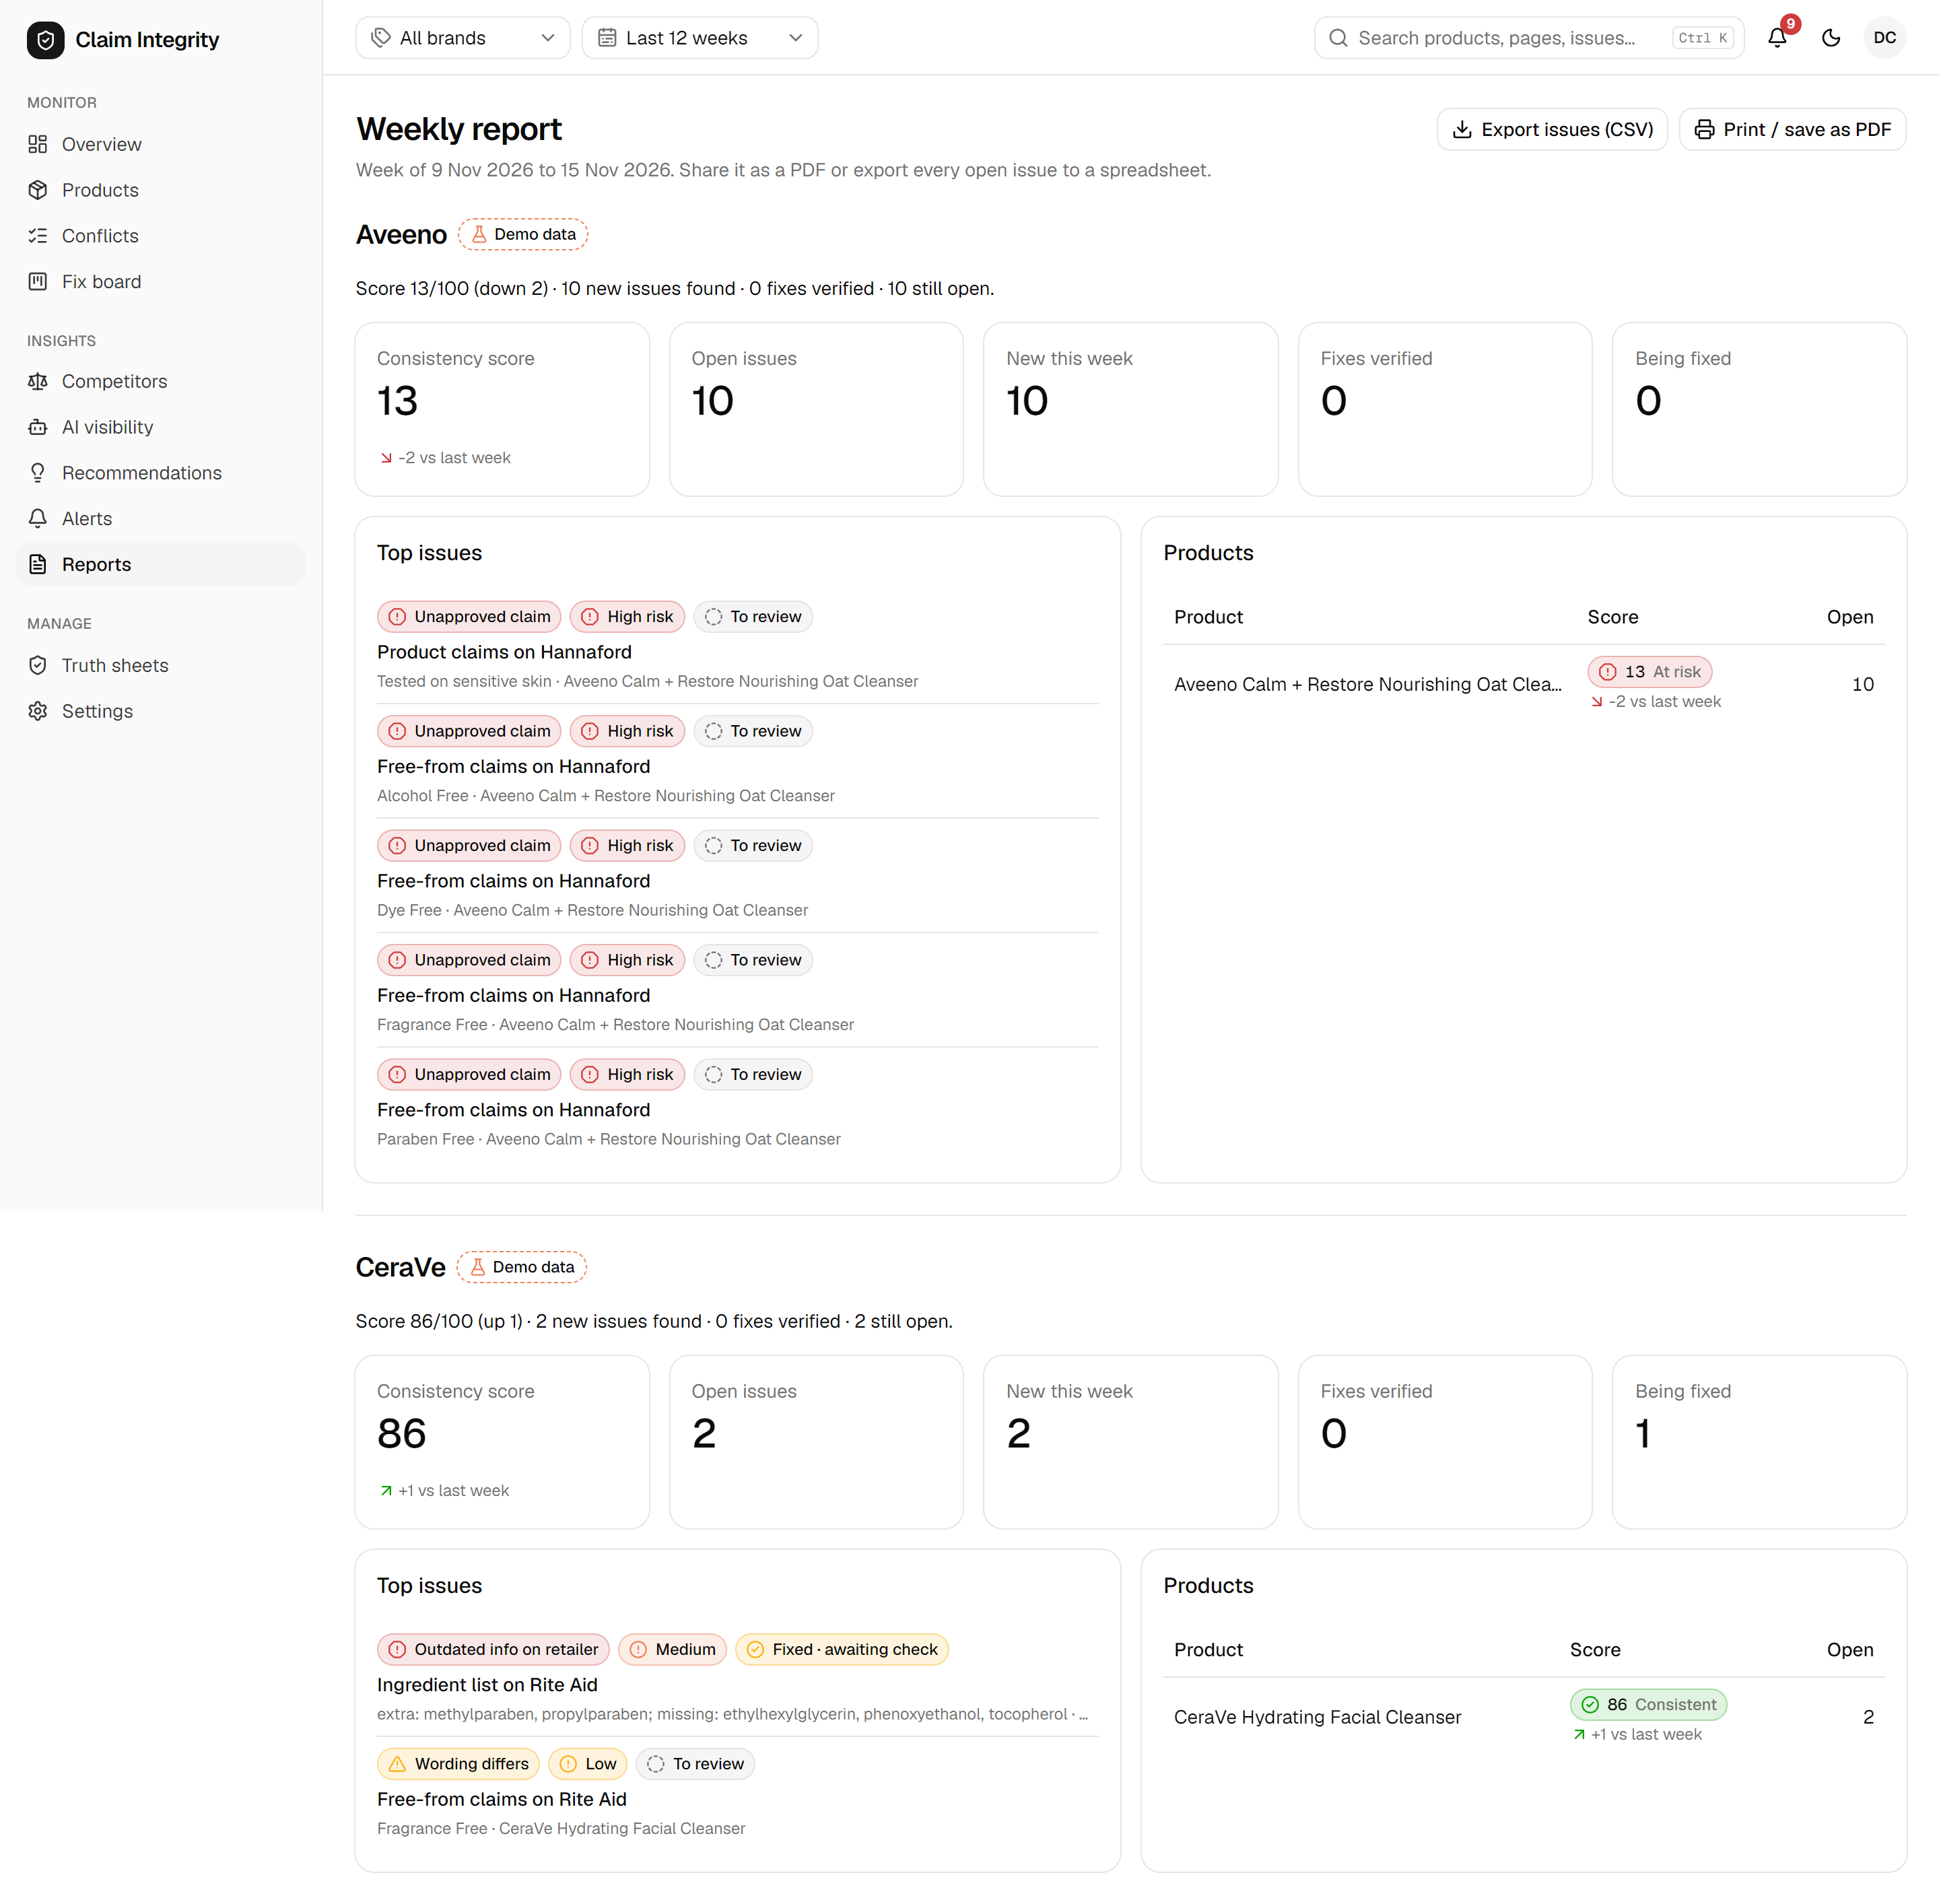 Claim Integrity
All brands
Last 12 weeks
Search products, pages, issues...
Ctrl K
9
DC
MONITOR
Overview
Products
Conflicts
Fix board
INSIGHTS
Competitors
AI visibility
Recommendations
Alerts
Reports
MANAGE
Truth sheets
Settings
Weekly report
Export issues (CSV)
Print / save as PDF
Week of 9 Nov 2026 to 15 Nov 2026. Share it as a PDF or export every open issue to a spreadsheet.
Aveeno
Demo data
Score 13/100 (down 2) · 10 new issues found · 0 fixes verified · 10 still open.
Consistency score
13
-2 vs last week
Open issues
10
New this week
10
Fixes verified
0
Being fixed
0
Top issues
Unapproved claim High risk To review
Product claims on Hannaford
Tested on sensitive skin · Aveeno Calm + Restore Nourishing Oat Cleanser
Unapproved claim High risk To review
Free-from claims on Hannaford
Alcohol Free · Aveeno Calm + Restore Nourishing Oat Cleanser
Unapproved claim High risk To review
Free-from claims on Hannaford
Dye Free · Aveeno Calm + Restore Nourishing Oat Cleanser
Unapproved claim High risk To review
Free-from claims on Hannaford
Fragrance Free · Aveeno Calm + Restore Nourishing Oat Cleanser
Unapproved claim High risk To review
Free-from claims on Hannaford
Paraben Free · Aveeno Calm + Restore Nourishing Oat Cleanser
Products
Product Score Open
Aveeno Calm + Restore Nourishing Oat Clea... 13 At risk 10
-2 vs last week
CeraVe
Demo data
Score 86/100 (up 1) · 2 new issues found · 0 fixes verified · 2 still open.
Consistency score
86
+1 vs last week
Open issues
2
New this week
2
Fixes verified
0
Being fixed
1
Top issues
Outdated info on retailer Medium Fixed · awaiting check
Ingredient list on Rite Aid
extra: methylparaben, propylparaben; missing: ethylhexylglycerin, phenoxyethanol, tocopherol · ...
Wording differs Low To review
Free-from claims on Rite Aid
Fragrance Free · CeraVe Hydrating Facial Cleanser
Products
Product Score Open
CeraVe Hydrating Facial Cleanser 86 Consistent 2
+1 vs last week